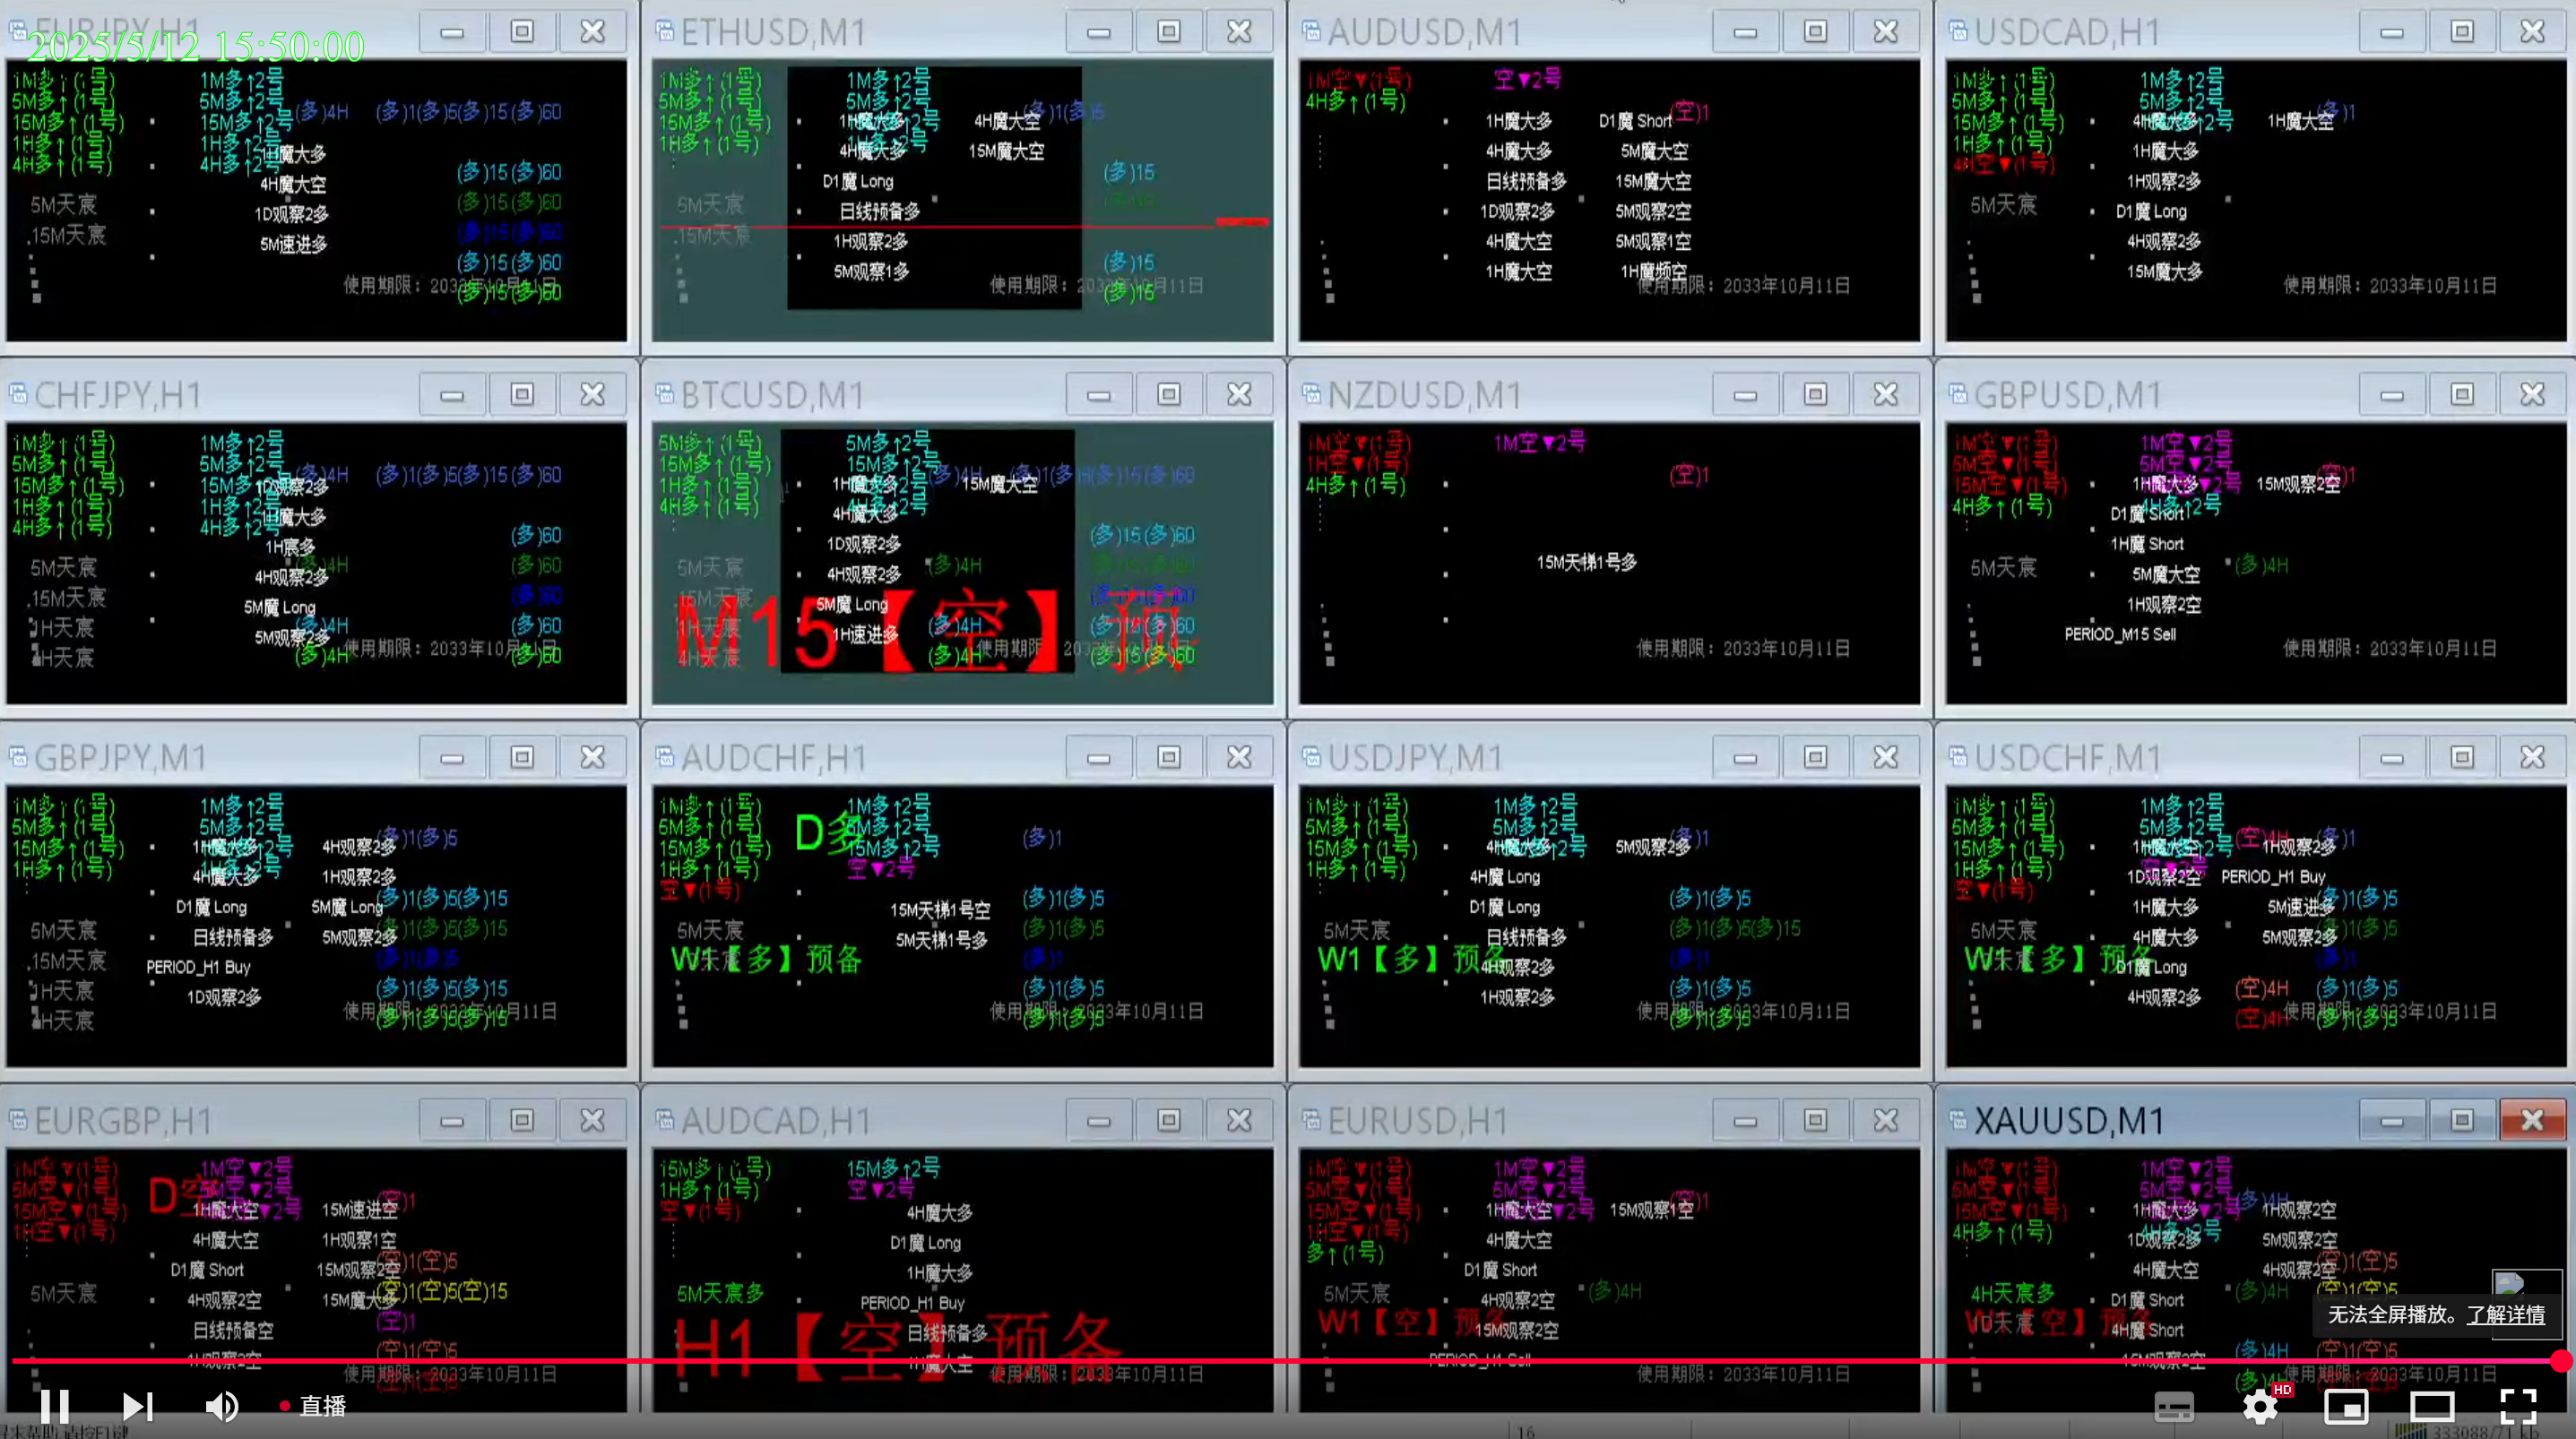 2025/5/12 15:50:00
EURJPY,H1
1M多↑(1号) 1M多↑2号
5M多↑(1号) 5M多↑2号 (多)4H (多)1(多)5(多)15(多)60
15M多↑(1号) 15M多↑2号
1H多↑(1号) 1H多↑2号
4H多↑(1号) 4H多↑2号
1H魔大多
(多)15(多)60
4H魔大空
5M天宸 1D观察2多 (多)15(多)60
.15M天宸 5M速进多 (多)15(多)60
(多)15(多)60
使用期限：
(多)15(多)60
ETHUSD,M1
1M多↑(1号) 1M多↑2号
5M多↑(1号) 5M多↑2号
15M多↑(1号) 1H魔大多 4H魔大空
1H多↑(1号) 4H魔大多 15M魔大空
D1魔 Long (多)15
5M天宸 日线预备多
.15M天宸 1H观察2多
5M观察1多 (多)15
使用期限：
(多)15
AUDUSD,M1
1M空▼(1号) 空▼2号
4H多↑(1号)
1H魔大多 D1魔 Short (空)1
4H魔大多 5M魔大空
日线预备多 15M魔大空
1D观察2多 5M观察2空
4H魔大空 5M观察1空
1H魔大空 1H魔频空
使用期限：2033年10月11日
USDCAD,H1
1M多↑(1号) 1M多↑2号
5M多↑(1号) 5M多↑2号 (多)1
15M多↑(1号) 4H魔大多 1H魔大空
1H多↑(1号) 1H魔大多
4H空▼(1号)
1H观察2多
5M天宸 D1魔 Long
4H观察2多
15M魔大多
使用期限：2033年10月11日
CHFJPY,H1
1M多↑(1号) 1M多↑2号
5M多↑(1号) 5M多↑2号 (多)4H (多)1(多)5(多)15(多)60
15M多↑(1号) 1D观察2多
1H多↑(1号) 1H多↑2号 1H魔大多
4H多↑(1号) 4H多↑2号
1H宸多 (多)60
5M天宸 4H观察2多 (多)4H (多)60
.15M天宸 5M魔 Long (多)60
1H天宸 5M观察2多 (多)4H (多)60
4H天宸 (多)4H (多)60
使用期限：2033年10月11日
BTCUSD,M1
5M多↑(1号) 5M多↑2号
15M多↑(1号) 15M多↑2号
1H多↑(1号) 1H魔大多 15M魔大空
4H多↑(1号) 4H魔大多
1D观察2多 (多)15(多)60
5M天宸 4H观察2多 (多)4H
.15M天宸 5M魔 Long
1H天宸 1H速进多 (多)4H
4H天宸 (多)4H (多)15(多)60
M15【空】预
使用期限
NZDUSD,M1
1M空▼(1号) 1M空▼2号
1H空▼(1号)
4H多↑(1号) (空)1
15M天梯1号多
使用期限：2033年10月11日
GBPUSD,M1
1M空▼(1号) 1M空▼2号
5M空▼(1号) 5M空▼2号 (空)1
15M空▼(1号) 1H魔大多 15M观察2空
4H多↑(1号) 4H多↑2号
D1魔 Short
1H魔 Short
5M天宸 5M魔大空 (多)4H
1H观察2空
PERIOD_M15 Sell
使用期限：2033年10月11日
GBPJPY,M1
1M多↑(1号) 1M多↑2号
5M多↑(1号) 5M多↑2号 (多)1(多)5
15M多↑(1号) 1H魔大多 4H观察2多
1H多↑(1号) 4H魔大多 1H观察2多
D1魔 Long 5M魔 Long (多)1(多)5(多)15
5M天宸 日线预备多 5M观察2多 (多)1(多)5(多)15
.15M天宸 PERIOD_H1 Buy (多)1(多)5
1H天宸 1D观察2多 (多)1(多)5(多)15
4H天宸 (多)1(多)5(多)15
使用期限：2033年10月11日
AUDCHF,H1
1M多↑(1号) 1M多↑2号
5M多↑(1号) D多 5M多↑2号 (多)1
15M多↑(1号) 15M多↑2号
1H多↑(1号) 空▼2号
空▼(1号)
15M天梯1号空 (多)1(多)5
5M天宸 5M天梯1号多 (多)1(多)5
W1【多】预备 (多)1
(多)1(多)5
(多)1(多)5
使用期限：2033年10月11日
USDJPY,M1
1M多↑(1号) 1M多↑2号
5M多↑(1号) 5M多↑2号 (多)1
15M多↑(1号) 4H魔大多 5M观察2多
1H多↑(1号) 4H魔 Long
D1魔 Long (多)1(多)5
5M天宸 日线预备多 (多)1(多)5(多)15
W1【多】预备 4H观察2多 (多)1
1H观察2多 (多)1(多)5
(多)1(多)5
使用期限：2033年10月11日
USDCHF,M1
1M多↑(1号) 1M多↑2号
5M多↑(1号) 5M多↑2号 (空)4H (多)1
15M多↑(1号) 1H魔大空 1H观察2多
1H多↑(1号) 1D观察2空 PERIOD_H1 Buy
空▼(1号) 1H魔大多 5M速进多 (多)1(多)5
5M天宸 4H魔大多 5M观察2多 (多)1(多)5
W1【多】预备 D1魔 Long (多)1
4H观察2多 (空)4H (多)1(多)5
(空)4H (多)1(多)5
使用期限：2033年10月11日
EURGBP,H1
1M空▼(1号) 1M空▼2号
5M空▼(1号) D空 5M空▼2号 (空)1
15M空▼(1号) 1H魔大空 15M速进空
1H空▼(1号) 4H魔大空 1H观察1空
D1魔 Short 15M观察2空 (空)1(空)5
5M天宸 4H观察2空 15M魔大多 (空)1(空)5(空)15
日线预备空 (空)1
1H观察2空 (空)1(空)5
使用期限：2033年10月11日
AUDCAD,H1
15M多↑(1号) 15M多↑2号
1H多↑(1号) 空▼2号
空▼(1号) 4H魔大多
D1魔 Long
1H魔大多
5M天宸多 PERIOD_H1 Buy
日线预备多
1H魔大空
H1【空】预备
使用期限：2033年10月11日
EURUSD,H1
1M空▼(1号) 1M空▼2号
5M空▼(1号) 5M空▼2号 (空)1
15M空▼(1号) 1H魔大空 15M观察1空
1H空▼(1号) 4H魔大空
多↑(1号) D1魔 Short
5M天宸 4H观察2空 (多)4H
W1【空】预备 15M观察2空
PERIOD_H1 Sell
使用期限：2033年10月11日
XAUUSD,M1
1M空▼(1号) 1M空▼2号
5M空▼(1号) 5M空▼2号 (多)4H
15M空▼(1号) 1H魔大多 1H观察2空
4H多↑(1号) 1D观察2多 5M观察2空
4H魔大空 4H观察2空 (空)1(空)5
4H天宸多 D1魔 Short (多)4H (空)1(空)5
1D天宸 4H魔 Short
15M观察2空 (多)4H (空)1(空)5
使用期限：2033年10月11日
无法全屏播放。了解详情
直播
HD
16
333088/71 kb